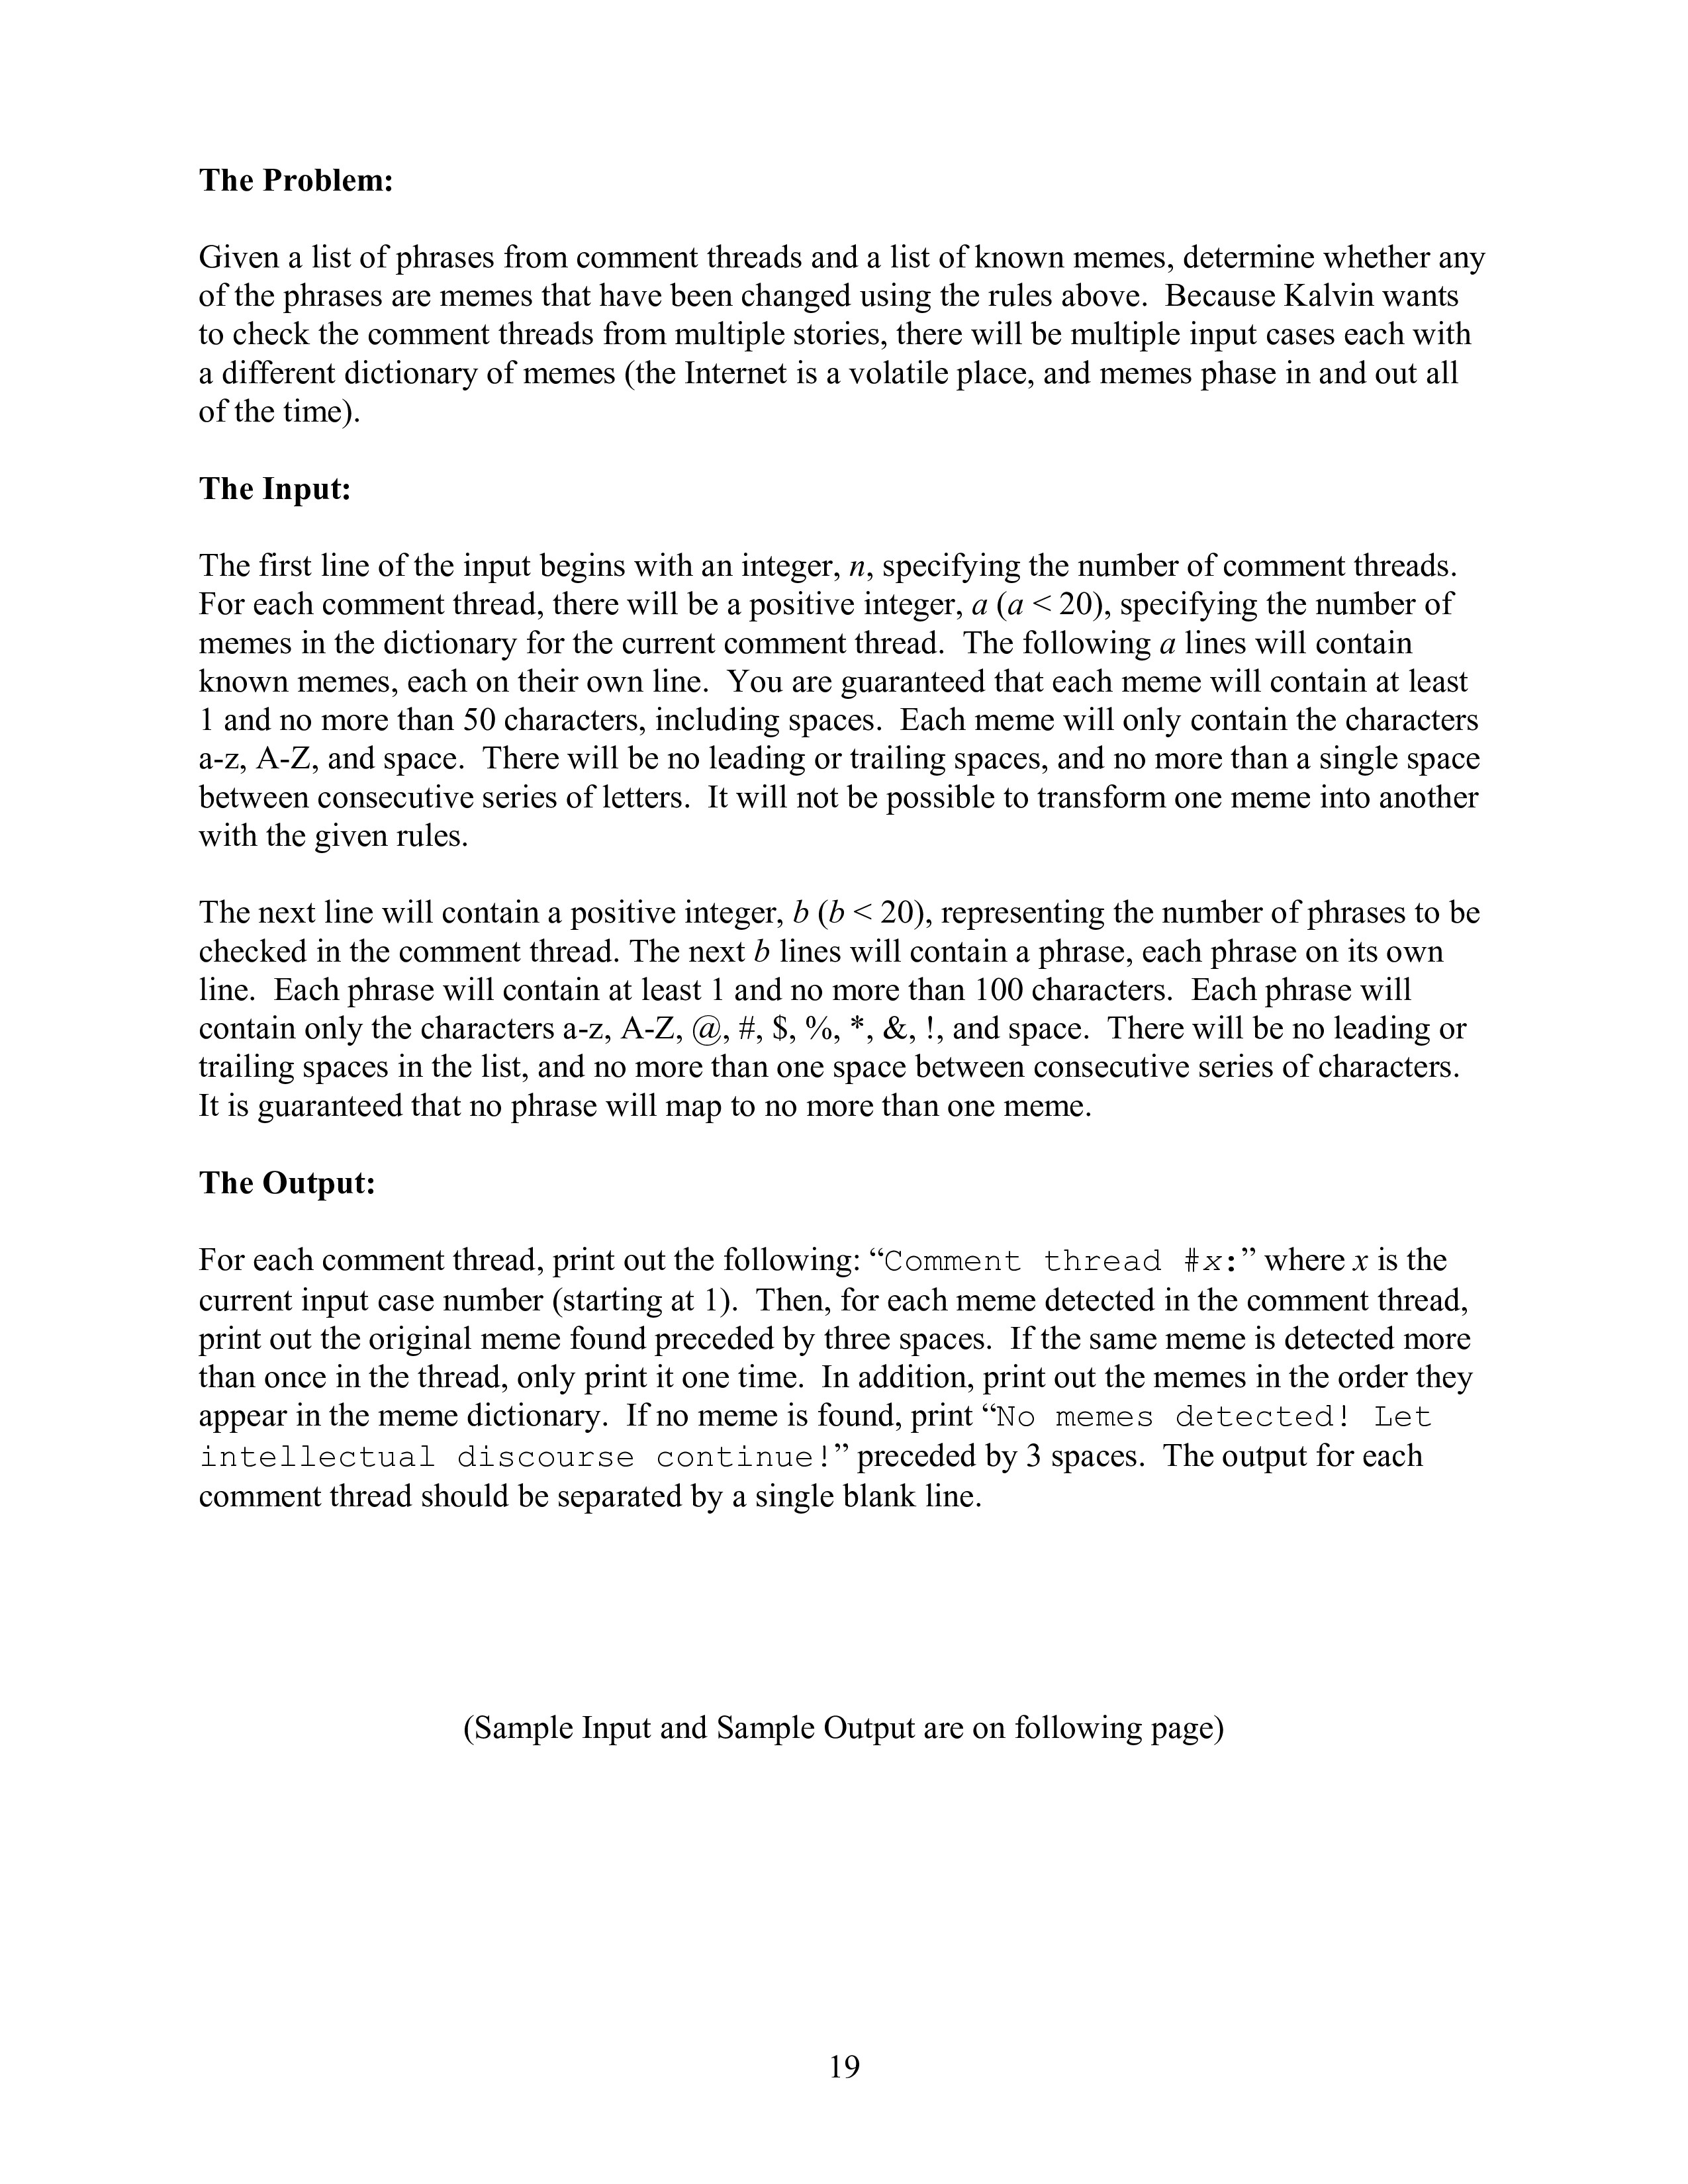 The Problem:
Given a list of phrases from comment threads and a list of known memes, determine whether any
of the phrases are memes that have been changed using the rules above.  Because Kalvin wants
to check the comment threads from multiple stories, there will be multiple input cases each with
a different dictionary of memes (the Internet is a volatile place, and memes phase in and out all
of the time).
The Input:
The first line of the input begins with an integer, n, specifying the number of comment threads.
For each comment thread, there will be a positive integer, a (a < 20), specifying the number of
memes in the dictionary for the current comment thread.  The following a lines will contain
known memes, each on their own line.  You are guaranteed that each meme will contain at least
1 and no more than 50 characters, including spaces.  Each meme will only contain the characters
a-z, A-Z, and space.  There will be no leading or trailing spaces, and no more than a single space
between consecutive series of letters.  It will not be possible to transform one meme into another
with the given rules.
The next line will contain a positive integer, b (b < 20), representing the number of phrases to be
checked in the comment thread. The next b lines will contain a phrase, each phrase on its own
line.  Each phrase will contain at least 1 and no more than 100 characters.  Each phrase will
contain only the characters a-z, A-Z, @, #, $, %, *, &, !, and space.  There will be no leading or
trailing spaces in the list, and no more than one space between consecutive series of characters.
It is guaranteed that no phrase will map to no more than one meme.
The Output:
For each comment thread, print out the following: “Comment thread #x:” where x is the
current input case number (starting at 1).  Then, for each meme detected in the comment thread,
print out the original meme found preceded by three spaces.  If the same meme is detected more
than once in the thread, only print it one time.  In addition, print out the memes in the order they
appear in the meme dictionary.  If no meme is found, print “No memes detected! Let
intellectual discourse continue!” preceded by 3 spaces.  The output for each
comment thread should be separated by a single blank line.
(Sample Input and Sample Output are on following page)
19